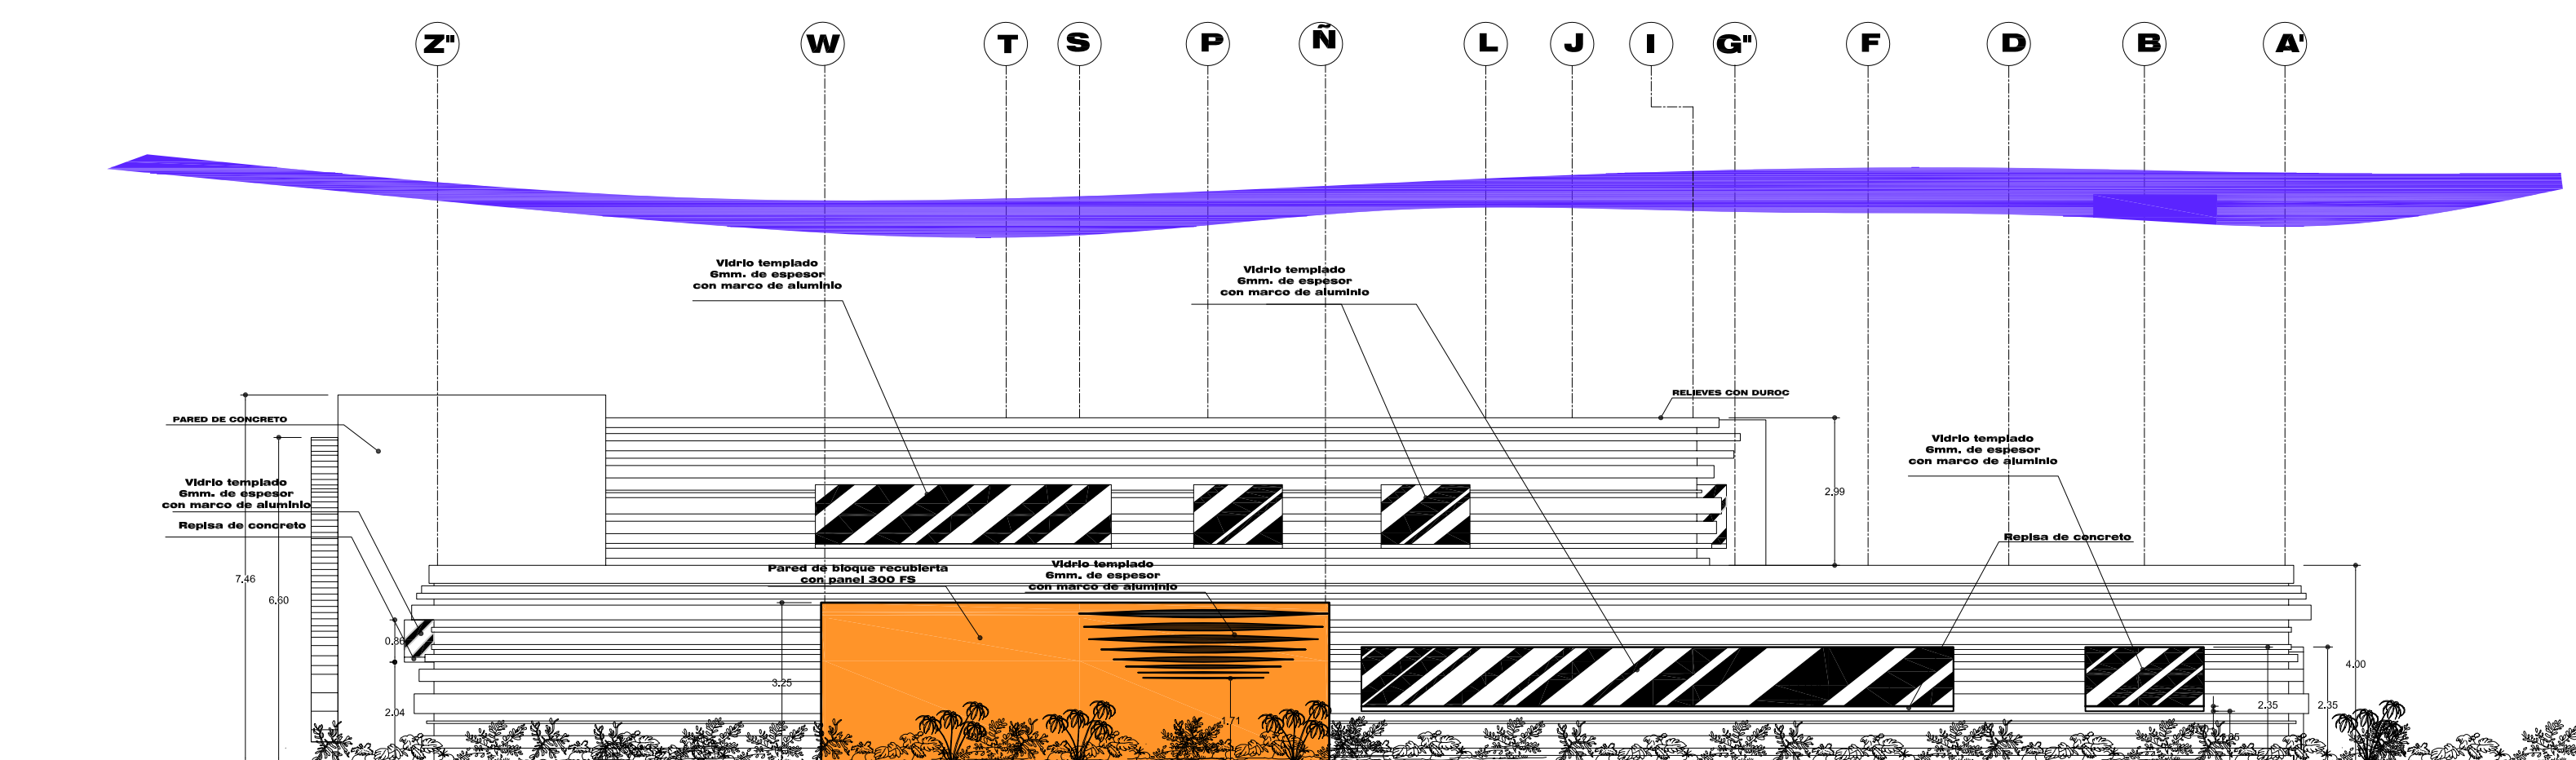 Z" W T S P Ñ L J I G" F D B A'
Vidrio templado
6mm. de espesor
con marco de aluminio
Vidrio templado
6mm. de espesor
con marco de aluminio
RELIEVES CON DUROC
PARED DE CONCRETO
Vidrio templado
6mm. de espesor
con marco de aluminio
Vidrio templado
6mm. de espesor
con marco de aluminio
2.99
Repisa de concreto
Repisa de concreto
Pared de bloque recubierta
con panel 300 FS
Vidrio templado
6mm. de espesor
con marco de aluminio
7.46
6.60
0.86
4.00
3.25
2.35
2.35
2.04
1.71